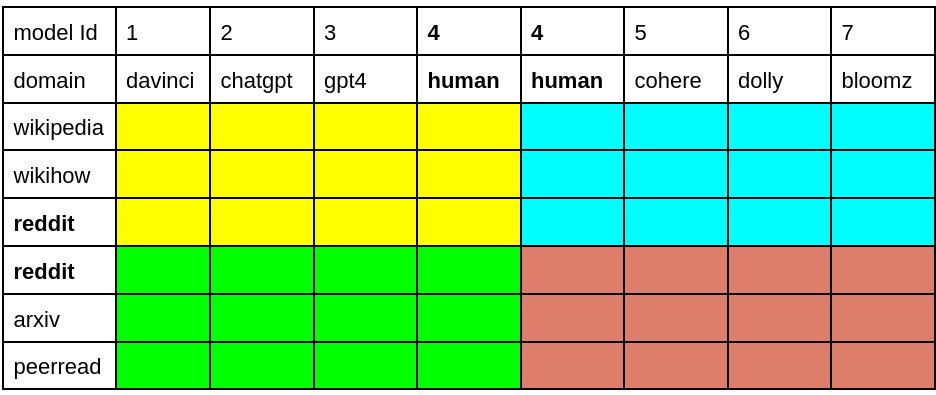 model Id 1 2 3 4 4 5 6 7
domain davinci chatgpt gpt4 human human cohere dolly bloomz
wikipedia
wikihow
reddit
reddit
arxiv
peerread